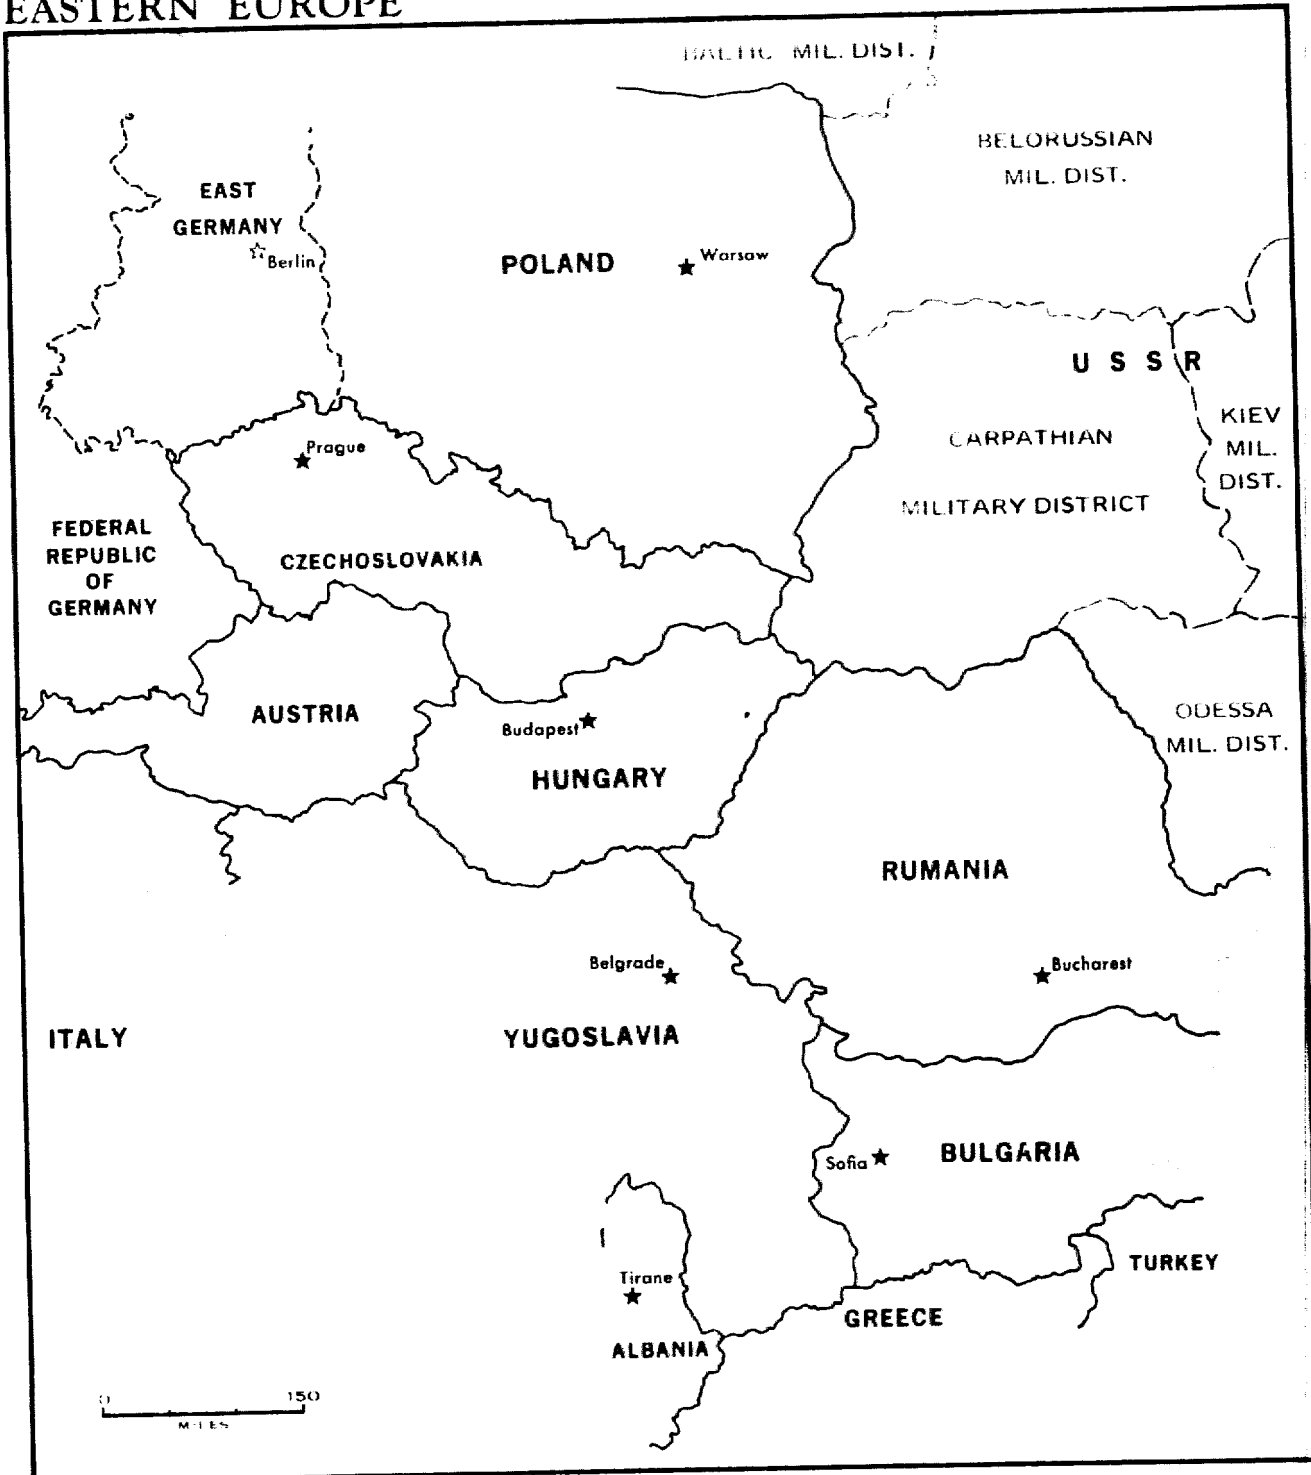 EASTERN EUROPE
BALTIC MIL. DIST.
BELORUSSIAN
MIL. DIST.
EAST
GERMANY
Berlin
POLAND
Warsaw
U S S R
KIEV
MIL.
DIST.
CARPATHIAN
MILITARY DISTRICT
Prague
FEDERAL
REPUBLIC
OF
GERMANY
CZECHOSLOVAKIA
AUSTRIA
Budapest
HUNGARY
ODESSA
MIL. DIST.
RUMANIA
Belgrade
Bucharest
ITALY
YUGOSLAVIA
Sofia
BULGARIA
Tirane
TURKEY
GREECE
ALBANIA
0 150
MILES